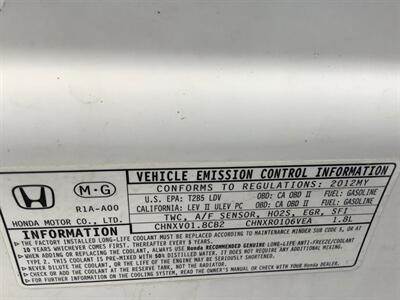 VEHICLE EMISSION CONTROL INFORMATION
M-G
CONFORMS TO REGULATIONS: 2012MY
R1A-A00
U.S. EPA: T2B5 LDV OBD: CA OBD II FUEL: GASOLINE
CALIFORNIA: LEV II ULEV PC OBD: CA OBD II FUEL: GASOLINE
HONDA MOTOR CO., LTD.
TWC, A/F SENSOR, HO2S, EGR, SFI
CHNXV01.8CB2 CHNXR0106VEA 1.8L
INFORMATION
THE FACTORY INSTALLED LONG-LIFE COOLANT MUST BE REPLACED ACCORDING TO MAINTENANCE MINDER SUB CODE 5, OR AT
10 YEARS WHICHEVER COMES FIRST.
THEREAFTER EVERY 5 YEARS.
WHEN ADDING OR REPLACING THE COOLANT, ALWAYS USE Honda RECOMMENDED GENUINE LONG-LIFE ANTI-FREEZE/COOLANT
TYPE 2. THIS COOLANT IS PRE-MIXED WITH 50% DISTILLED WATER. IT DOES NOT REQUIRE ANY ADDITIONAL MIXING.
NEVER DILUTE THE COOLANT, OR THE LIFE OF THE ENGINE MAY BE REDUCED.
CHECK AND ADD COOLANT AT THE RESERVE TANK, NOT THE RADIATOR.
FOR DETAILS ON THE COOLING SYSTEM, READ THE OWNER'S MANUAL OR CHECK WITH YOUR Honda DEALER.